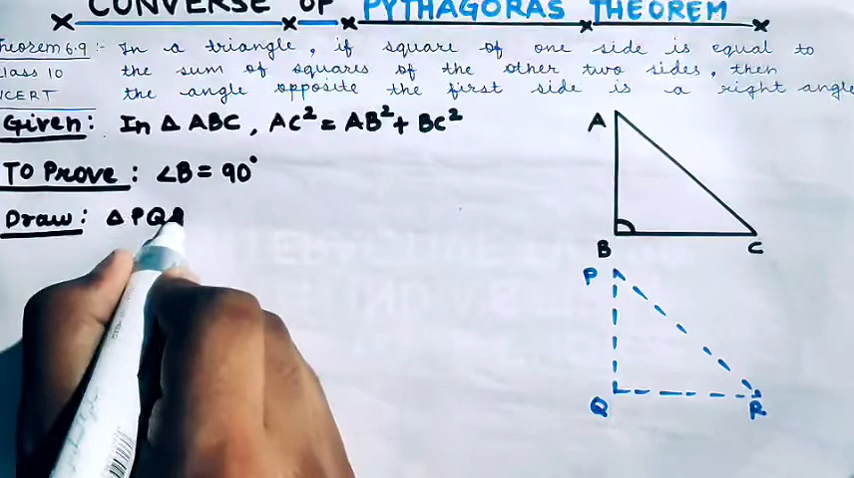 CONVERSE OF PYTHAGORAS THEOREM
Theorem 6.9:- In a triangle, if square of one side is equal to
Class 10 the sum of squares of the other two sides, then
NCERT the angle opposite the first side is a right angle
Given: In Δ ABC, AC² = AB² + BC²
To Prove: ∠B = 90°
Draw: Δ PQR
A
B C
P
Q R